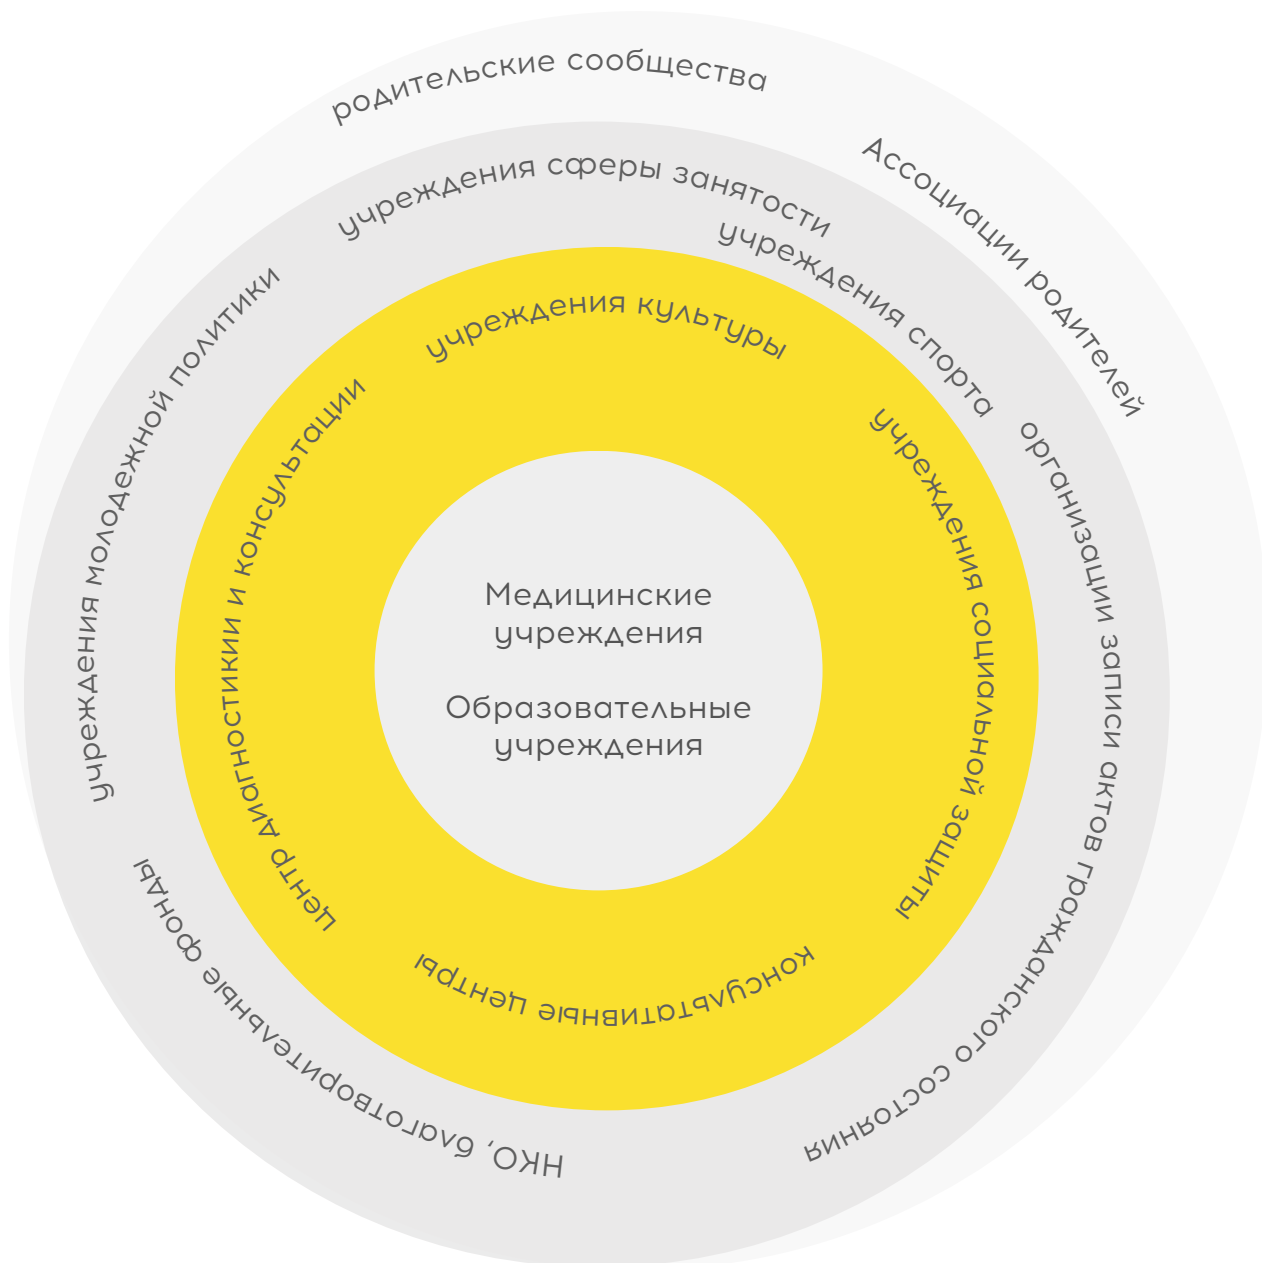 родительские сообщества
Ассоциации родителей
учреждения сферы занятости
учреждения спорта
организации записи актов гражданского состояния
НКО, благотворительные фонды
учреждения молодежной политики
учреждения культуры
учреждения социальной защиты
консультативные центры
центр диагностикии и консультации
Медицинские
учреждения
Образовательные
учреждения